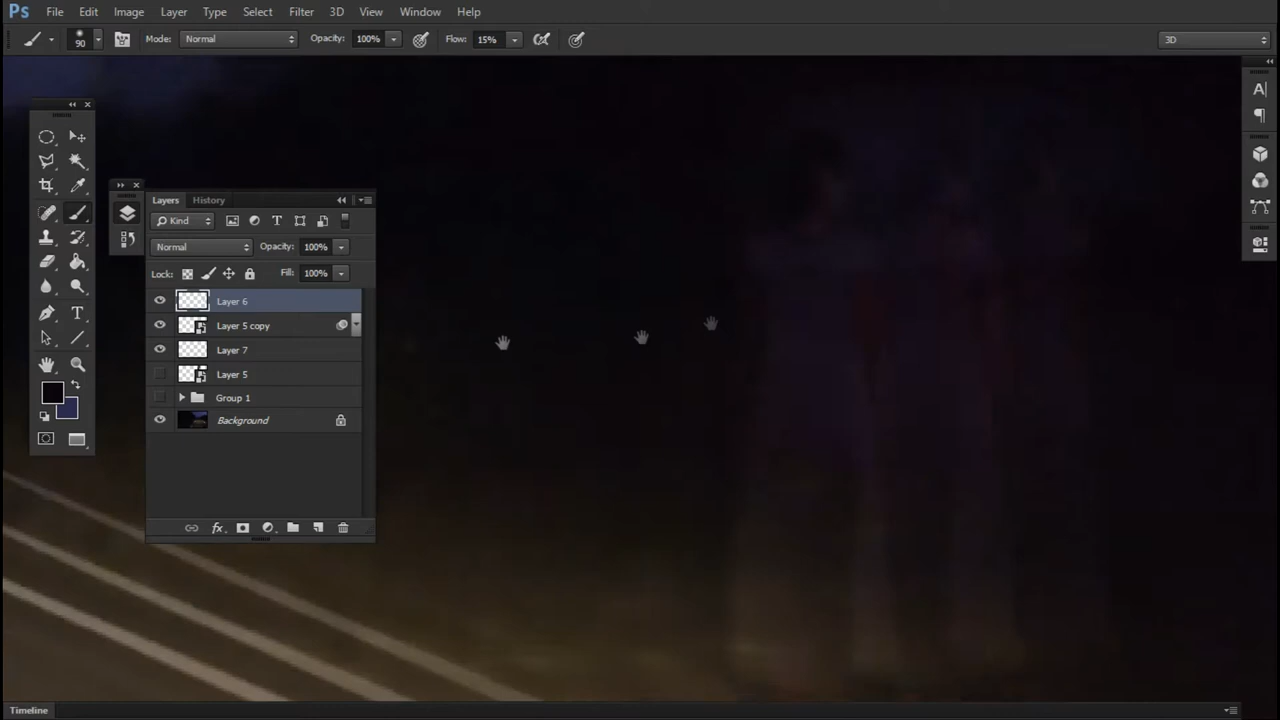 Ps File Edit Image Layer Type Select Filter 3D View Window Help
90 Mode: Normal Opacity: 100% Flow: 15% 3D
Layers History
Kind T
Normal Opacity: 100%
Lock: Fill: 100%
Layer 6
Layer 5 copy
Layer 7
Layer 5
Group 1
Background
fx
T
A
Timeline